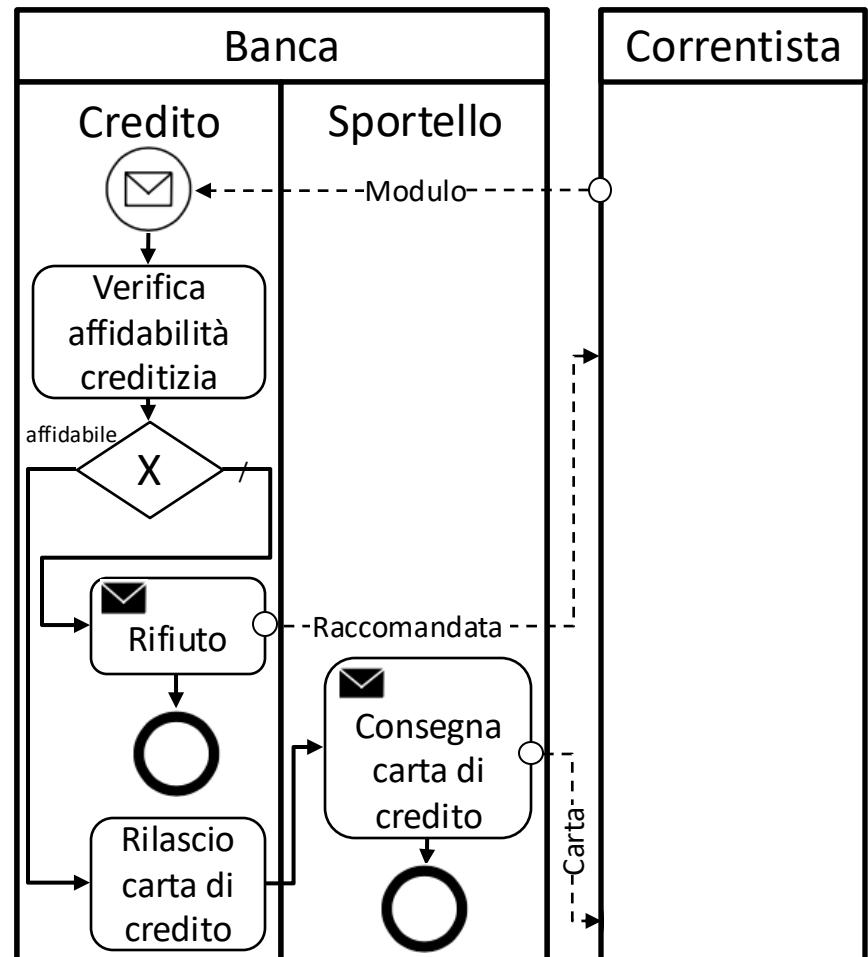 Banca
Correntista
Credito
Sportello
Modulo
Verifica
affidabilità
creditizia
affidabile
X
Rifiuto
Raccomandata
Consegna
carta di
credito
Carta
Rilascio
carta di
credito